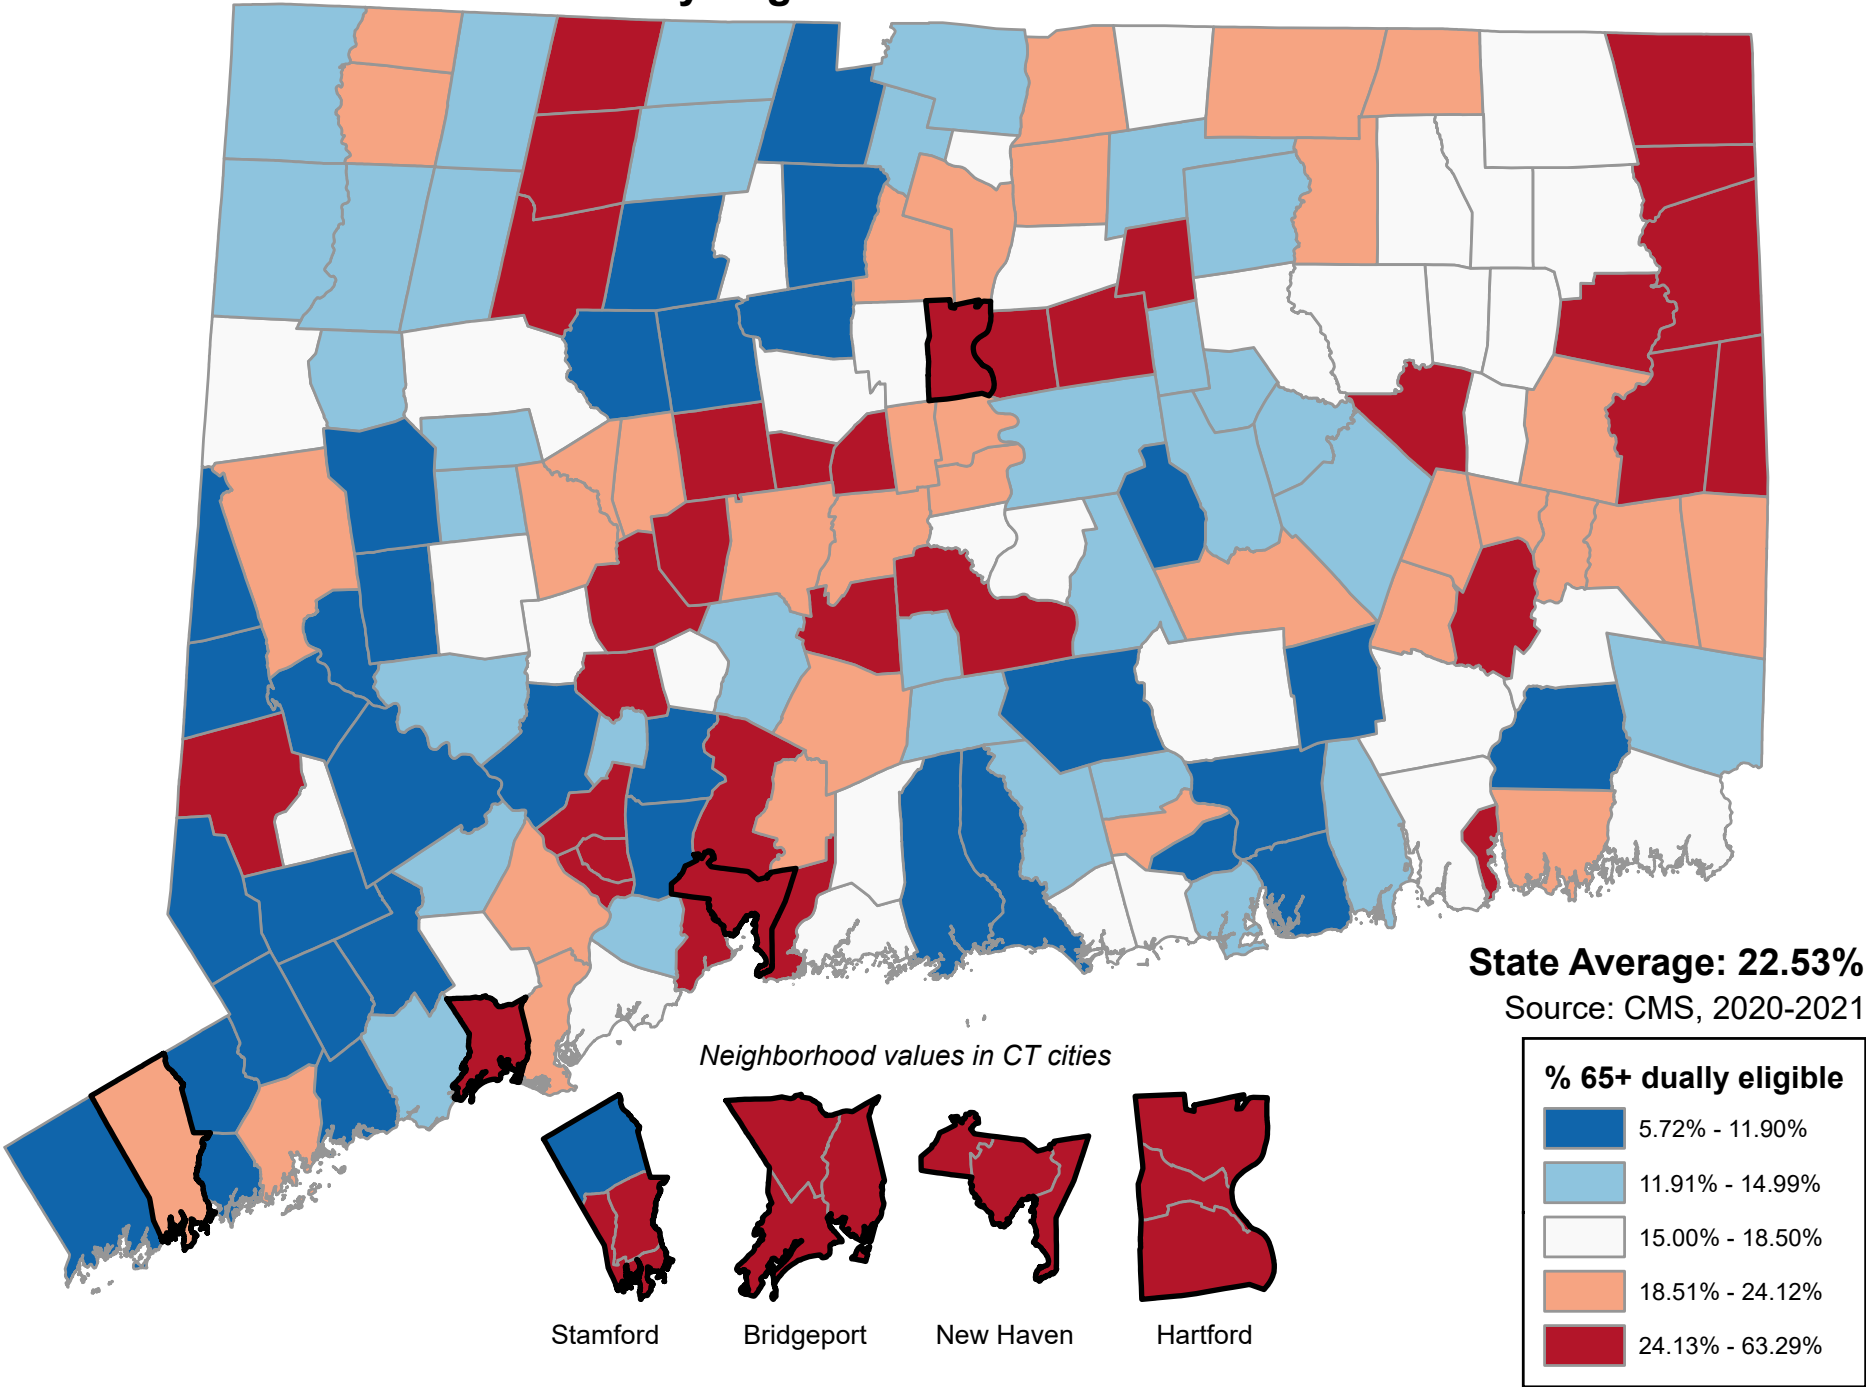 State Average: 22.53%
Source: CMS, 2020-2021
Neighborhood values in CT cities
% 65+ dually eligible
5.72% - 11.90%
11.91% - 14.99%
15.00% - 18.50%
18.51% - 24.12%
24.13% - 63.29%
Stamford
Bridgeport
New Haven
Hartford